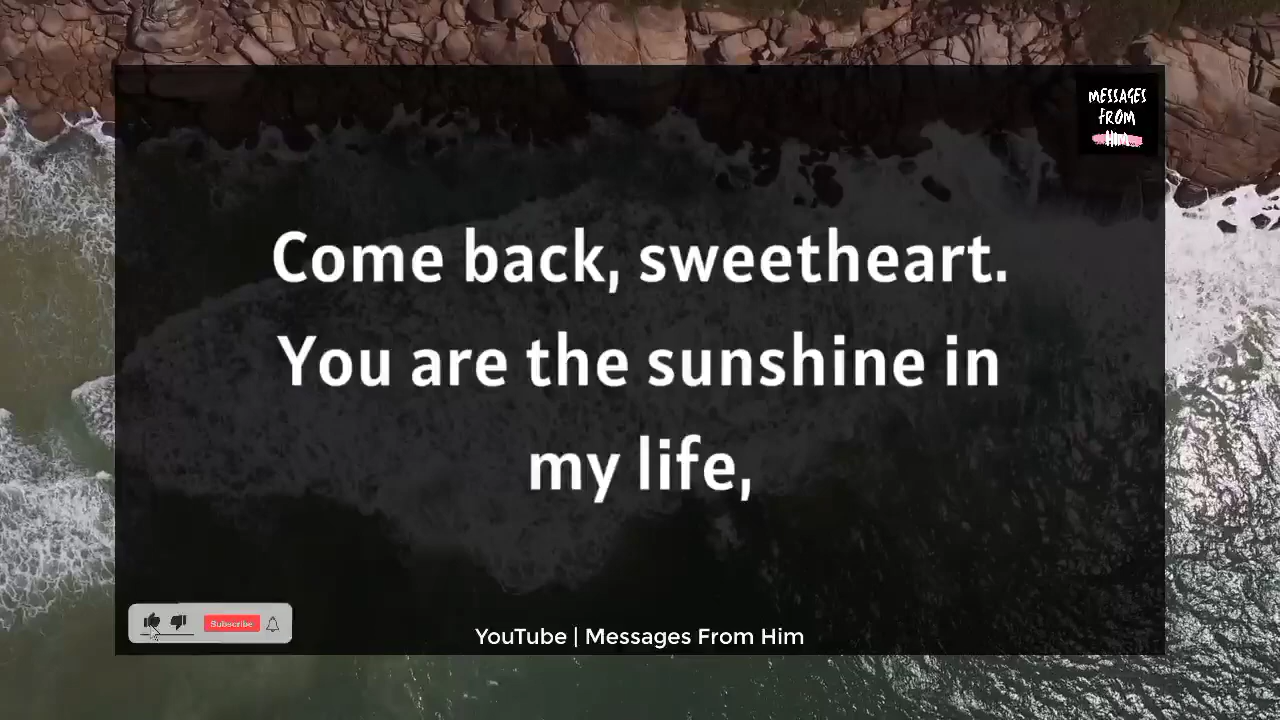 MESSAGES
FROM
HIM
Come back, sweetheart.
You are the sunshine in
my life,
Subscribe
YouTube | Messages From Him